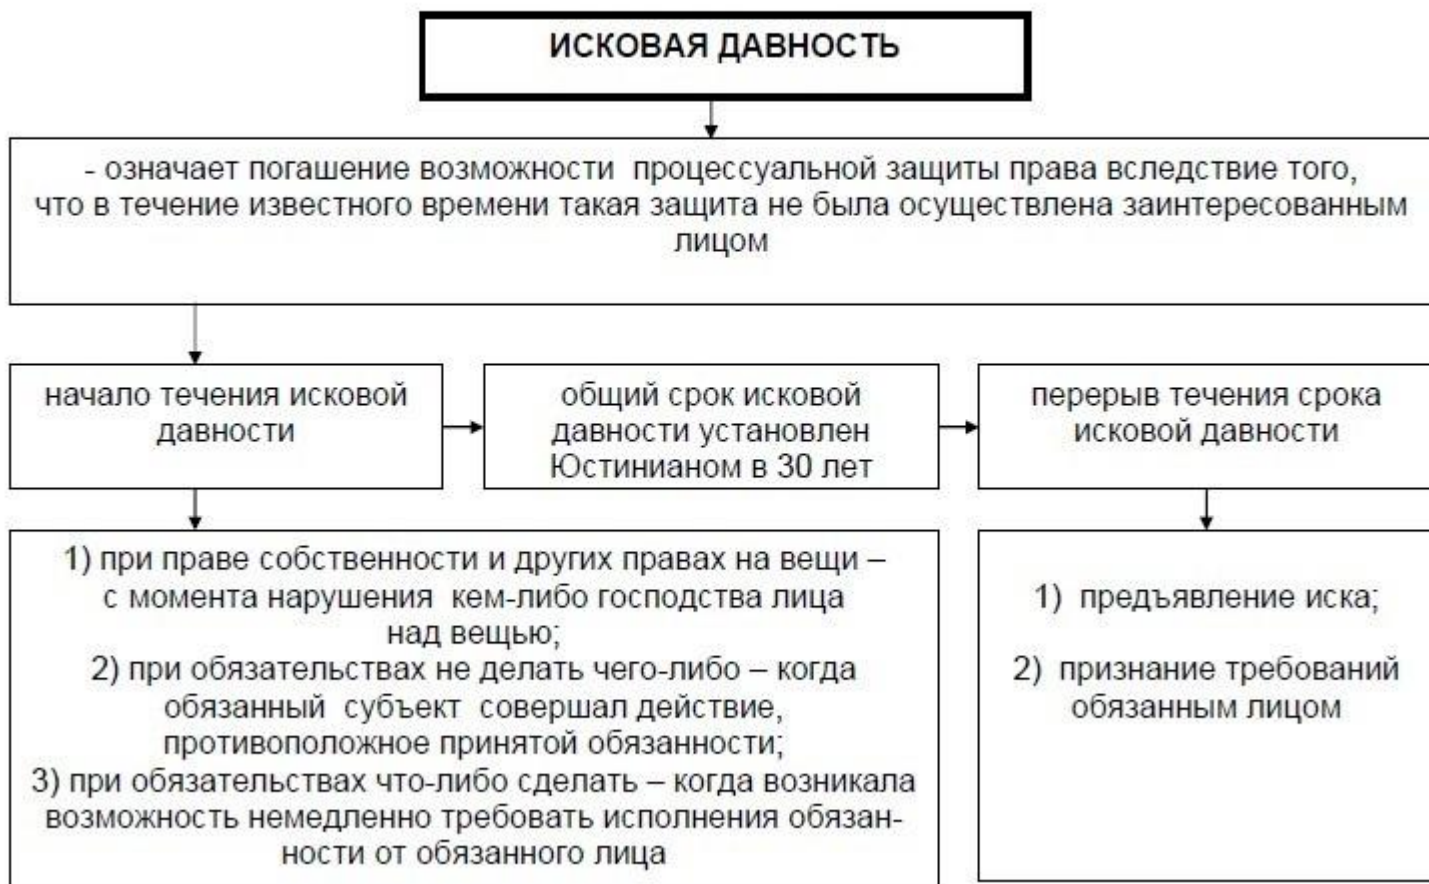 ИСКОВАЯ ДАВНОСТЬ
- означает погашение возможности процессуальной защиты права вследствие того,
что в течение известного времени такая защита не была осуществлена заинтересованным
лицом
начало течения исковой
давности
общий срок исковой
давности установлен
Юстинианом в 30 лет
перерыв течения срока
исковой давности
1) при праве собственности и других правах на вещи –
с момента нарушения кем-либо господства лица
над вещью;
2) при обязательствах не делать чего-либо – когда
обязанный субъект совершал действие,
противоположное принятой обязанности;
3) при обязательствах что-либо сделать – когда возникала
возможность немедленно требовать исполнения обязан-
ности от обязанного лица
1) предъявление иска;
2) признание требований
обязанным лицом